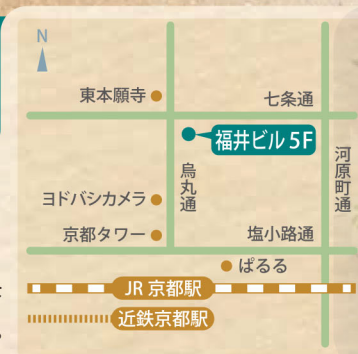 N
東本願寺
七条通
福井ビル 5F
烏丸通
河原町通
ヨドバシカメラ
京都タワー
塩小路通
ぱるる
JR 京都駅
近鉄京都駅